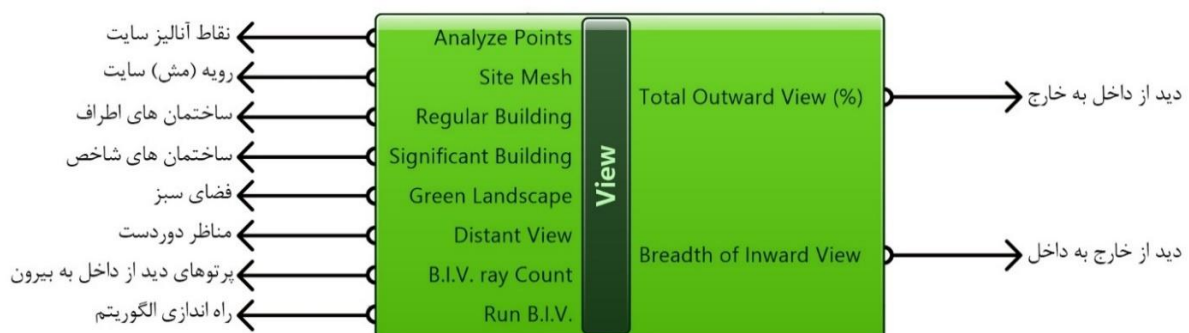 نقاط آنالیز سایت
Analyze Points
رویه (مش) سایت
Site Mesh
ساختمان های اطراف
Regular Building
ساختمان های شاخص
Significant Building
فضای سبز
Green Landscape
مناظر دوردست
Distant View
پرتوهای دید از داخل به بیرون
B.I.V. ray Count
راه اندازی الگوریتم
Run B.I.V.
View
Total Outward View (%)
دید از داخل به خارج
Breadth of Inward View
دید از خارج به داخل